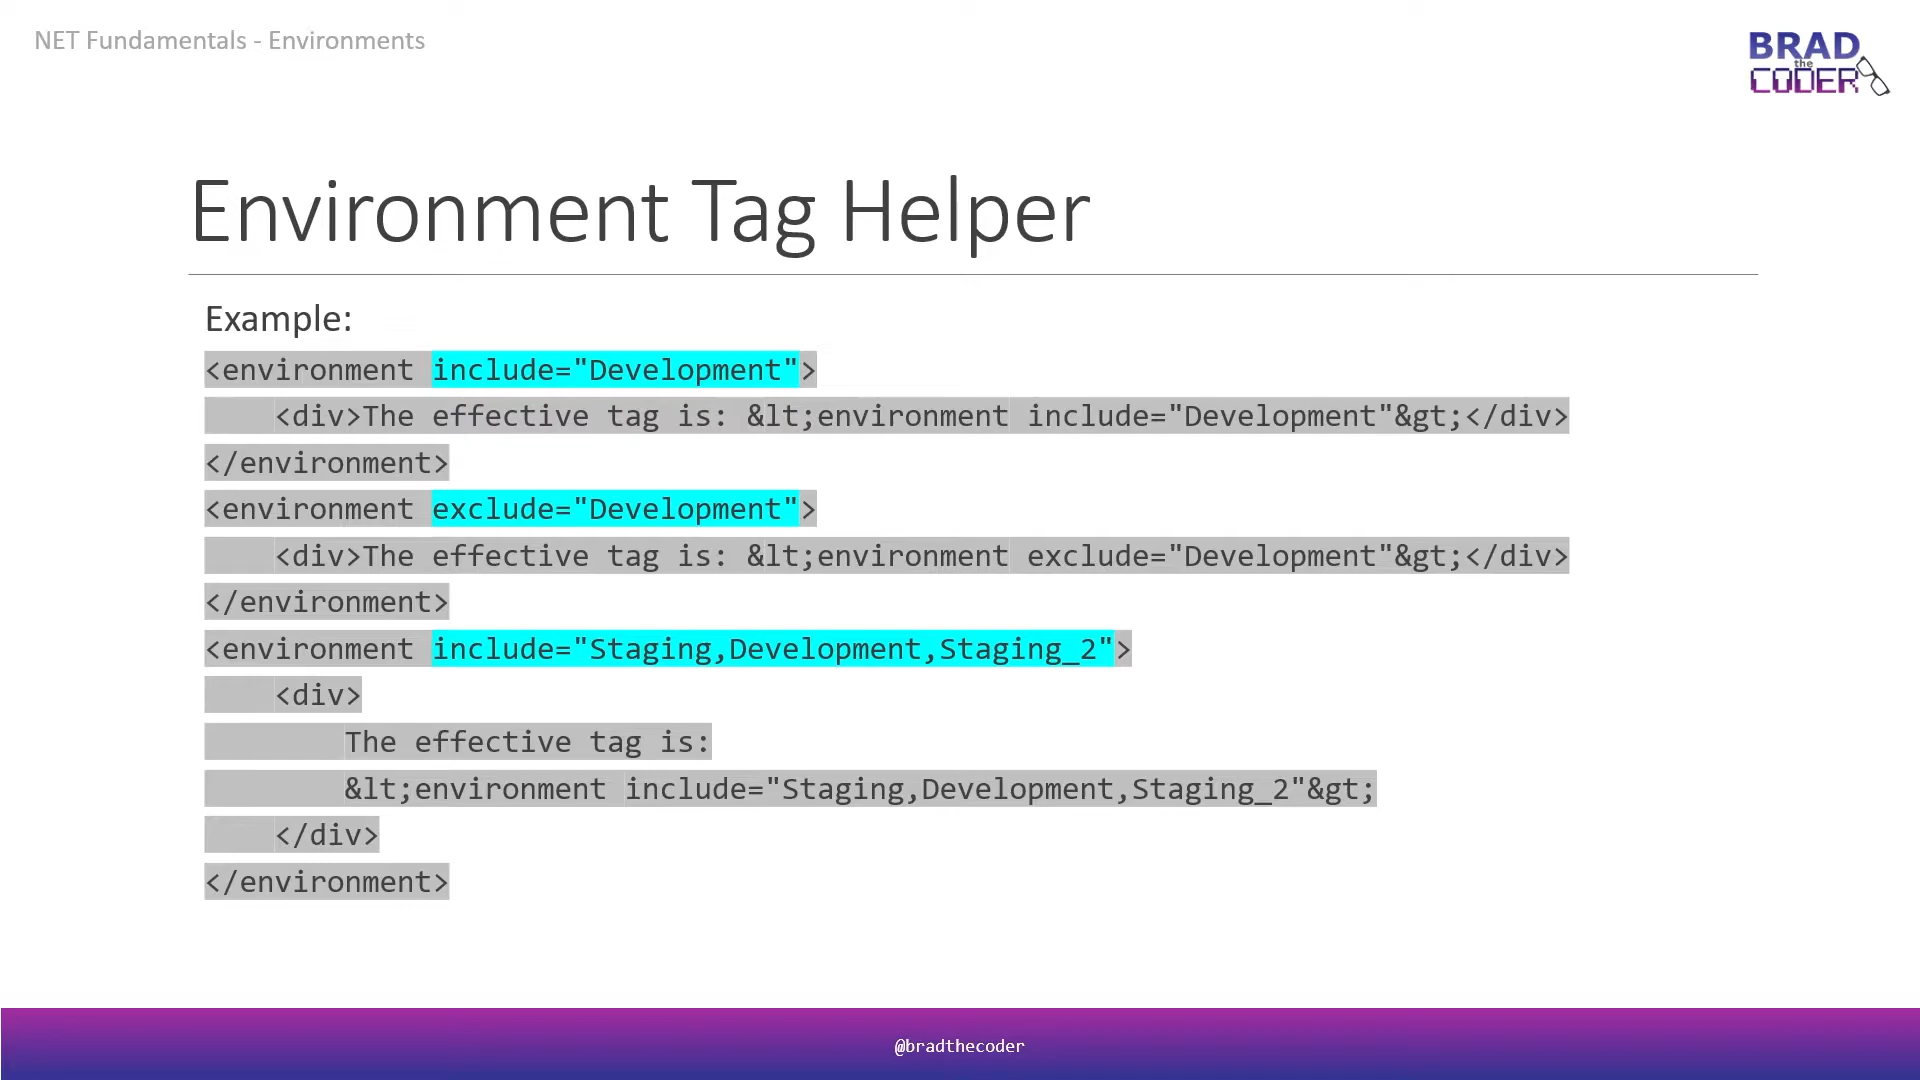 NET Fundamentals - Environments
BRAD
the
CODER
Environment Tag Helper
Example:
<environment include="Development">
    <div>The effective tag is: &lt;environment include="Development"&gt;</div>
</environment>
<environment exclude="Development">
    <div>The effective tag is: &lt;environment exclude="Development"&gt;</div>
</environment>
<environment include="Staging,Development,Staging_2">
    <div>
        The effective tag is:
        &lt;environment include="Staging,Development,Staging_2"&gt;
    </div>
</environment>
@bradthecoder